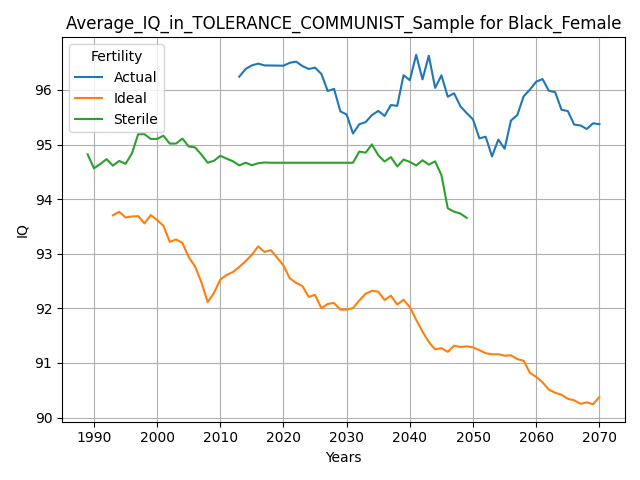 Average_IQ_in_TOLERANCE_COMMUNIST_Sample for Black_Female
Fertility
Actual
Ideal
Sterile
IQ
96
95
94
93
92
91
90
1990 2000 2010 2020 2030 2040 2050 2060 2070
Years